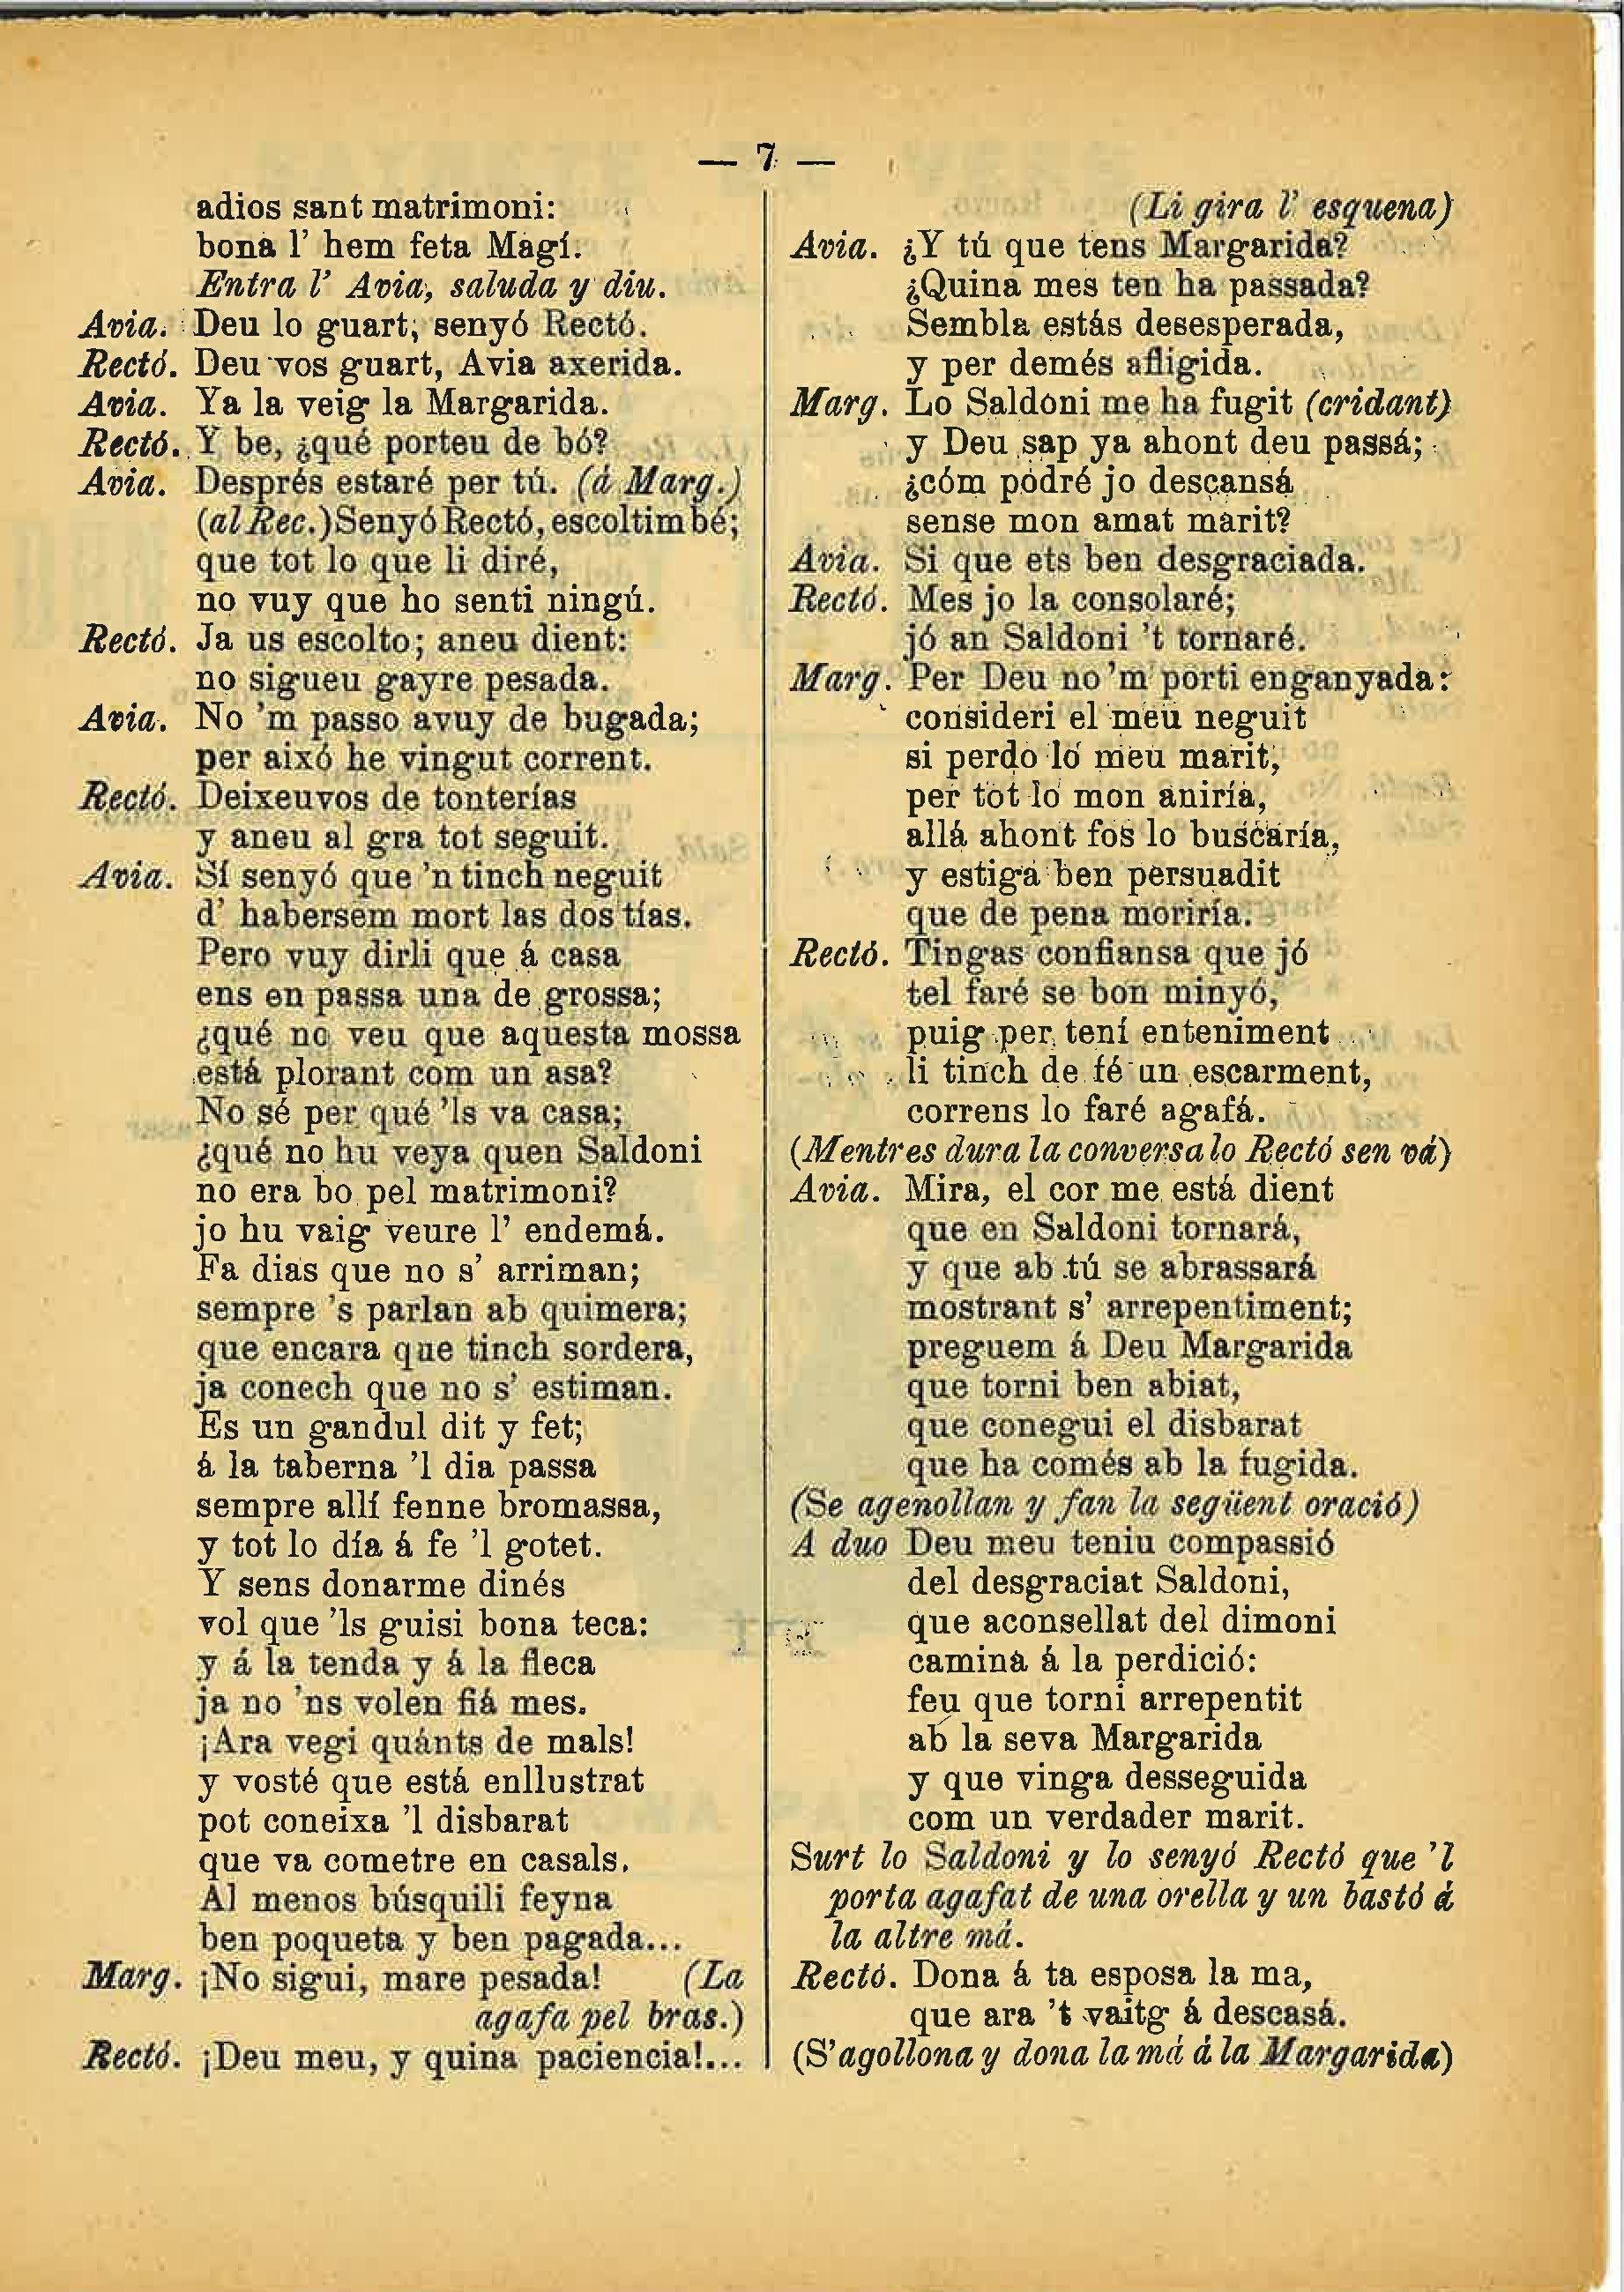 — 7 —
adios sant matrimoni:
bona l' hem feta Magí.
Entra l' Avia, saluda y diu.
Avia. Deu lo guart, senyó Rectó.
Rectó. Deu vos guart, Avia axerida.
Avia. Ya la veig la Margarida.
Rectó. Y be, ¿qué porteu de bó?
Avia. Després estaré per tú. (á Marg.)
(al Rec.) Senyó Rectó, escoltim bé;
que tot lo que li diré,
no vuy que ho senti ningú.
Rectó. Ja us escolto; aneu dient:
no sigueu gayre pesada.
Avia. No 'm passo avuy de bugada;
per aixó he vingut corrent.
Rectó. Deixeuvos de tonterías
y aneu al gra tot seguit.
Avia. Sí senyó que 'n tinch neguit
d' habersem mort las dos tías.
Pero vuy dirli que á casa
ens en passa una de grossa;
¿qué no veu que aquesta mossa
está plorant com un asa?
No sé per qué 'ls va casa;
¿qué no hu veya quen Saldoni
no era bo pel matrimoni?
jo hu vaig veure l' endemá.
Fa dias que no s' arriman;
sempre 's parlan ab quimera;
que encara que tinch sordera,
ja conech que no s' estiman.
Es un gandul dit y fet;
á la taberna 'l dia passa
sempre allí fenne bromassa,
y tot lo día á fe 'l gotet.
Y sens donarme dinés
vol que 'ls guisi bona teca:
y á la tenda y á la fleca
ja no 'ns volen fiá mes.
¡Ara vegi quánts de mals!
y vosté que está enllustrat
pot coneixa 'l disbarat
que va cometre en casals.
Al menos búsquili feyna
ben poqueta y ben pagada...
Marg. ¡No sigui, mare pesada! (La
agafa pel bras.)
Rectó. ¡Deu meu, y quina paciencia!...
(Li gira l' esquena)
Avia. ¿Y tú que tens Margarida?
¿Quina mes ten ha passada?
Sembla estás desesperada,
y per demés afligida.
Marg. Lo Saldoni me ha fugit (cridant)
y Deu sap ya ahont deu passá;
¿cóm podré jo descansá
sense mon amat marit?
Avia. Si que ets ben desgraciada.
Rectó. Mes jo la consolaré;
jó an Saldoni 't tornaré.
Marg. Per Deu no 'm porti enganyada:
consideri el meu neguit
si perdo lo meu marit,
per tot lo mon aniría,
allá ahont fos lo buscaría,
y estiga ben persuadit
que de pena moriría.
Rectó. Tingas confiansa que jó
tel faré se bon minyó,
puig per tení enteniment
li tinch de fé un escarment,
correns lo faré agafá.
(Mentres dura la conversa lo Rectó sen vá)
Avia. Mira, el cor me está dient
que en Saldoni tornará,
y que ab tú se abrassará
mostrant s' arrepentiment;
preguem á Deu Margarida
que torni ben abiat,
que conegui el disbarat
que ha comés ab la fugida.
(Se agenollan y fan la següent oració)
A duo Deu meu teniu compassió
del desgraciat Saldoni,
que aconsellat del dimoni
camina á la perdició:
feu que torni arrepentit
ab la seva Margarida
y que vinga desseguida
com un verdader marit.
Surt lo Saldoni y lo senyó Rectó que 'l
porta agafat de una orella y un bastó á
la altre má.
Rectó. Dona á ta esposa la ma,
que ara 't vaitg á descasá.
(S'agollona y dona la má á la Margarida)